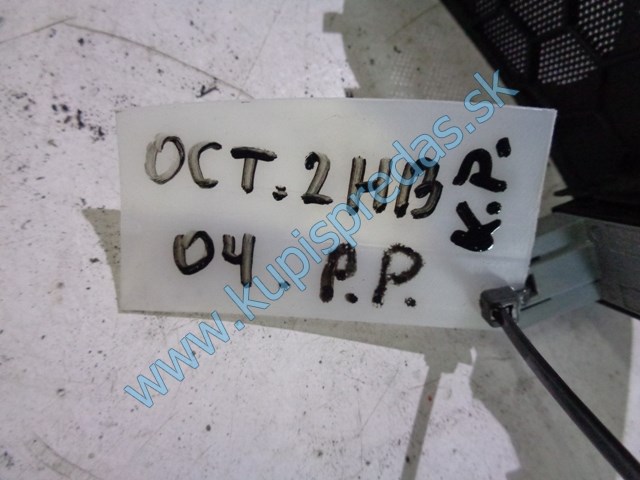 OCT. 2 HB
04. P.P.
K.P.
www.kupispredas.sk